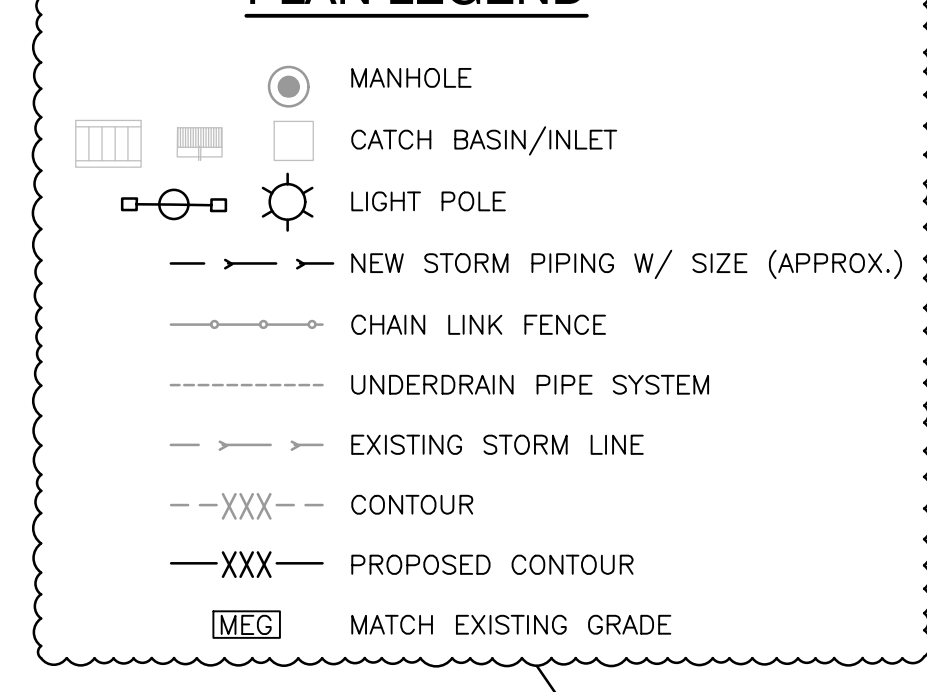 PLAN LEGEND
MANHOLE
CATCH BASIN/INLET
LIGHT POLE
NEW STORM PIPING W/ SIZE (APPROX.)
CHAIN LINK FENCE
UNDERDRAIN PIPE SYSTEM
EXISTING STORM LINE
XXX CONTOUR
XXX PROPOSED CONTOUR
MEG MATCH EXISTING GRADE